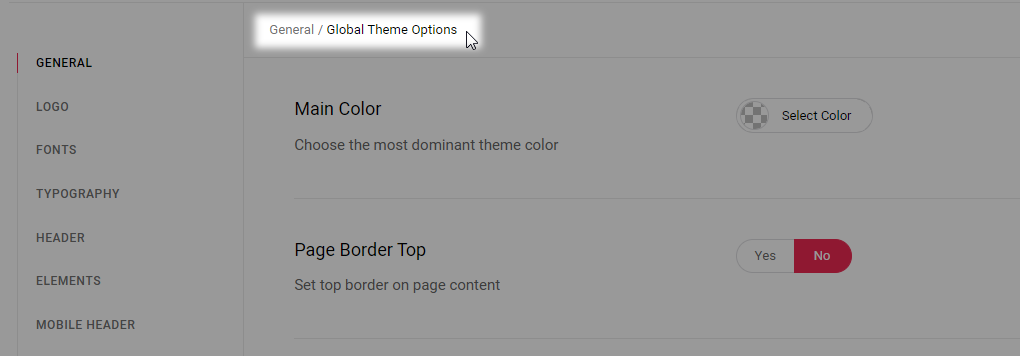 General / Global Theme Options
GENERAL
LOGO
FONTS
TYPOGRAPHY
HEADER
ELEMENTS
MOBILE HEADER
Main Color
Choose the most dominant theme color
Select Color
Page Border Top
Set top border on page content
Yes No